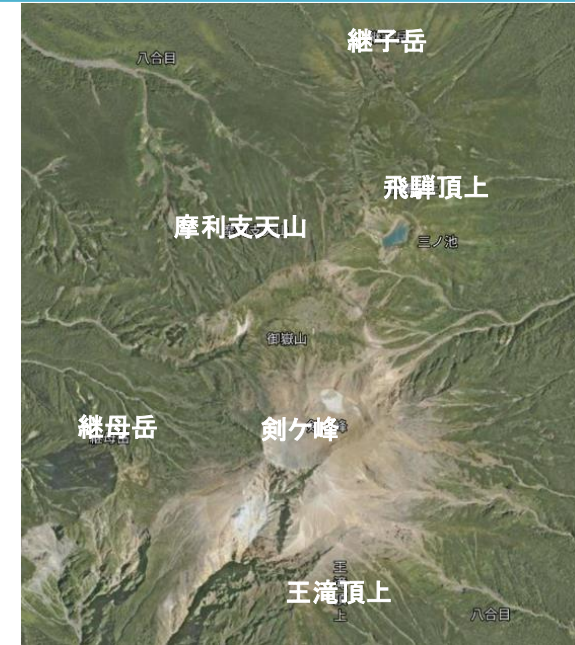 継子岳
八合目
飛騨頂上
摩利支天山
三ノ池
御嶽山
継母岳
剣ケ峰
王滝頂上
八合目